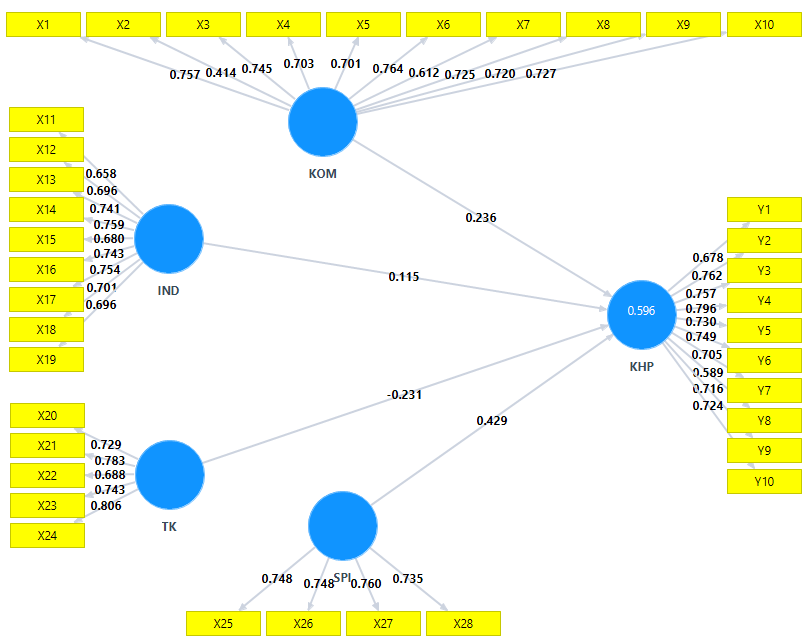 X1 X2 X3 X4 X5 X6 X7 X8 X9 X10
0.757 0.414 0.745 0.703 0.701 0.764 0.612 0.725 0.720 0.727
KOM
X11
X12
X13
X14
X15
X16
X17
X18
X19
0.658
0.696
0.741
0.759
0.680
0.743
0.754
0.701
0.696
IND
0.236
0.115
-0.231
0.429
0.596
KHP
Y1
Y2
Y3
Y4
Y5
Y6
Y7
Y8
Y9
Y10
0.678
0.762
0.757
0.796
0.730
0.749
0.705
0.589
0.716
0.724
X20
X21
X22
X23
X24
0.729
0.783
0.688
0.743
0.806
TK
SPI
0.748 0.748 0.760 0.735
X25 X26 X27 X28